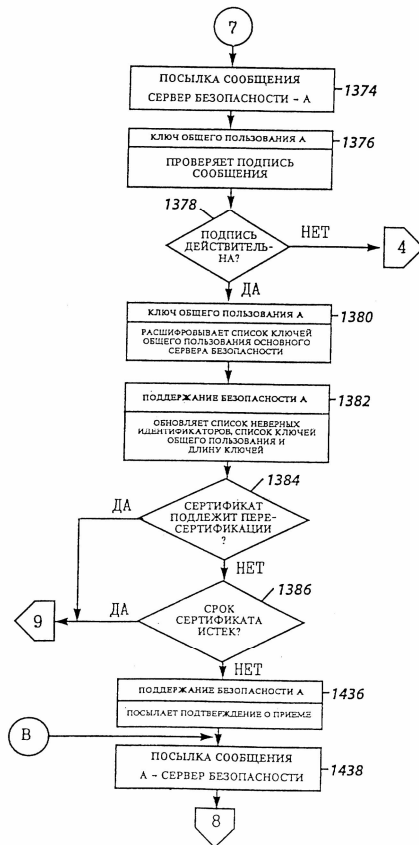 7
ПОСЫЛКА СООБЩЕНИЯ
СЕРВЕР БЕЗОПАСНОСТИ → А
1374
КЛЮЧ ОБЩЕГО ПОЛЬЗОВАНИЯ А
1376
ПРОВЕРЯЕТ ПОДПИСЬ
СООБЩЕНИЯ
1378
ПОДПИСЬ
ДЕЙСТВИТЕЛЬ-
НА?
НЕТ
4
ДА
КЛЮЧ ОБЩЕГО ПОЛЬЗОВАНИЯ А
1380
РАСШИФРОВЫВАЕТ СПИСОК КЛЮЧЕЙ
ОБЩЕГО ПОЛЬЗОВАНИЯ ОСНОВНОГО
СЕРВЕРА БЕЗОПАСНОСТИ
ПОДДЕРЖАНИЕ БЕЗОПАСНОСТИ А
1382
ОБНОВЛЯЕТ СПИСОК НЕВЕРНЫХ
ИДЕНТИФИКАТОРОВ, СПИСОК КЛЮЧЕЙ
ОБЩЕГО ПОЛЬЗОВАНИЯ И
ДЛИНУ КЛЮЧЕЙ
1384
ДА
СЕРТИФИКАТ
ПОДЛЕЖИТ ПЕРЕ-
СЕРТИФИКАЦИИ
?
НЕТ
1386
9
ДА
СРОК
СЕРТИФИКАТА
ИСТЕК?
НЕТ
ПОДДЕРЖАНИЕ БЕЗОПАСНОСТИ А
1436
ПОСЫЛАЕТ ПОДТВЕРЖДЕНИЕ О ПРИЕМЕ
В
ПОСЫЛКА СООБЩЕНИЯ
А → СЕРВЕР БЕЗОПАСНОСТИ
1438
8